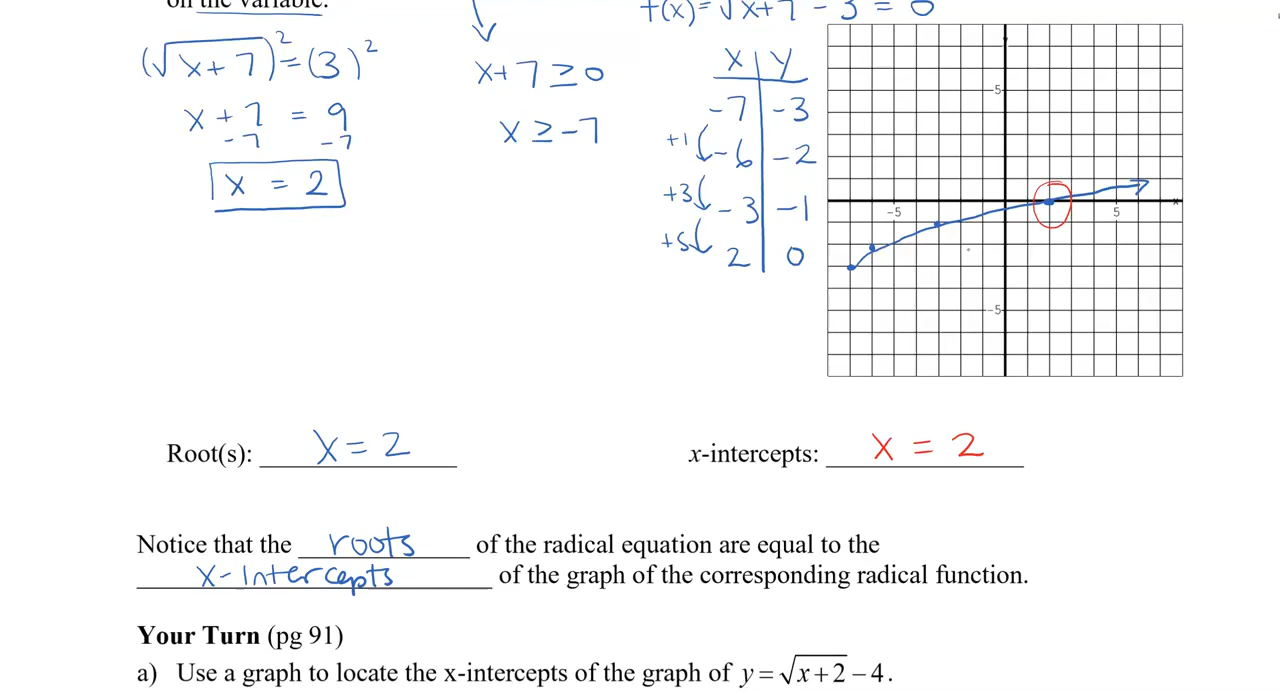 on the variable.
(√x+7)² = (3)²
x + 7 = 9
-7 -7
x = 2
x+7 ≥ 0
x ≥ -7
f(x) = √x+7 - 3 = 0
x y
-7 -3
+1 -6 -2
+3 -3 -1
+5 2 0
5
-5 5 x
-5
Root(s): x = 2
x-intercepts: x = 2
Notice that the roots of the radical equation are equal to the
x-intercepts of the graph of the corresponding radical function.
Your Turn (pg 91)
a) Use a graph to locate the x-intercepts of the graph of y = √x+2 − 4.